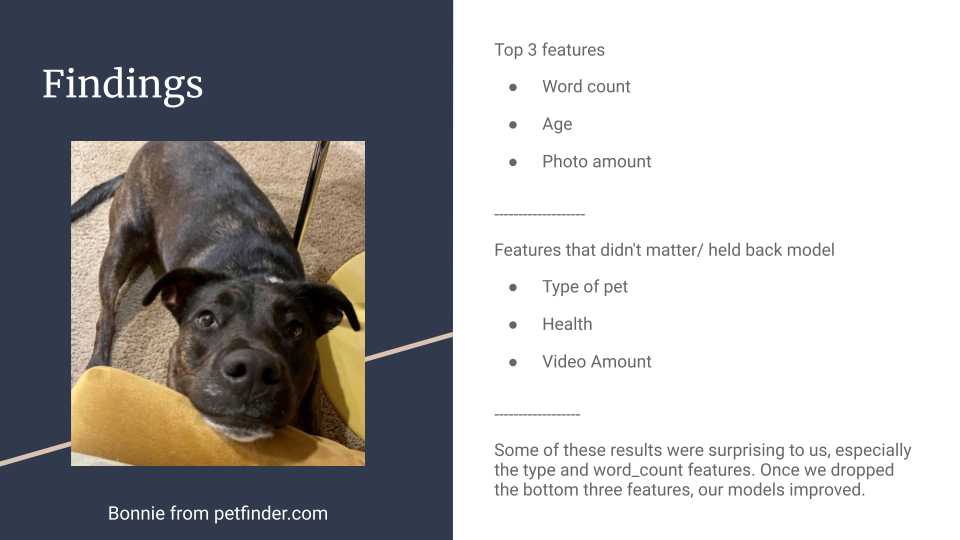 Findings
Bonnie from petfinder.com
Top 3 features
● Word count
● Age
● Photo amount
-------------------
Features that didn't matter/ held back model
● Type of pet
● Health
● Video Amount
------------------
Some of these results were surprising to us, especially
the type and word_count features. Once we dropped
the bottom three features, our models improved.